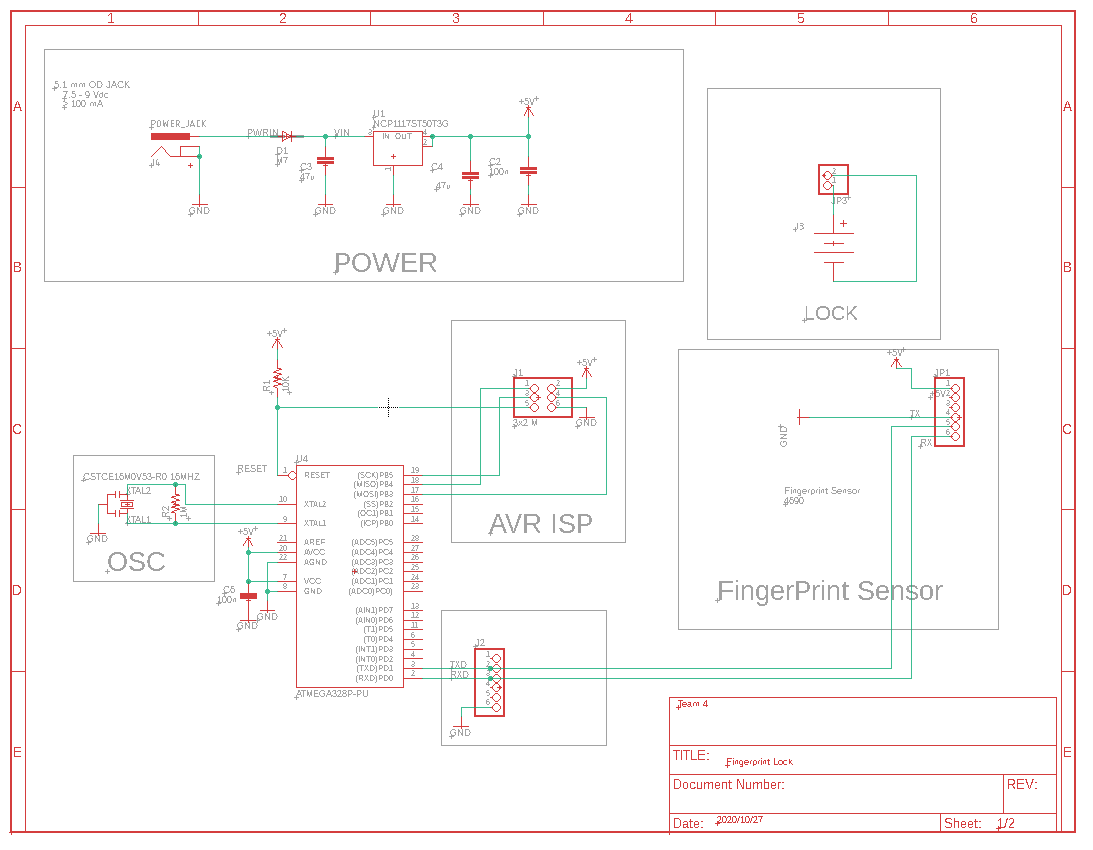 1 2 3 4 5 6
A A
5.1 mm OD JACK
7.5 - 9 Vdc
≥ 100 mA
POWER_JACK
J4
PWRIN
D1
M7
VIN
C3
47u
U1
NCP1117ST50T3G
3 IN OUT 4
2
1
C4
47u
C2
100n
+5V
GND GND GND GND GND
POWER
B B
2
1
JP3
J3
+
LOCK
+5V
R1
10K
J1
1 2
3 4
5 6
3x2 M
+5V
GND
AVR ISP
C C
+5V
JP1
1
+5V 2
3
TX 4
5
RX 6
GND
Fingerprint Sensor
4690
FingerPrint Sensor
CSTCE16M0V53-R0 16MHZ
XTAL2
XTAL1
R2
1M
GND
OSC
D D
RESET
U4
1 RESET (SCK)PB5 19
(MISO)PB4 18
(MOSI)PB3 17
10 XTAL2 (SS)PB2 16
(OC1)PB1 15
9 XTAL1 (ICP)PB0 14
21 AREF (ADC5)PC5 28
20 AVCC (ADC4)PC4 27
22 AGND (ADC3)PC3 26
(ADC2)PC2 25
7 VCC (ADC1)PC1 24
8 GND (ADC0)PC0 23
(AIN1)PD7 13
(AIN0)PD6 12
(T1)PD5 11
(T0)PD4 6
(INT1)PD3 5
(INT0)PD2 4
(TXD)PD1 3
(RXD)PD0 2
ATMEGA328P-PU
+5V
100n
GND
GND
J2
1
TXD 2
RXD 3
4
5
6
GND
E E
Team 4
TITLE: Fingerprint Lock
Document Number: REV:
Date: 2020/10/27 Sheet: 1/2